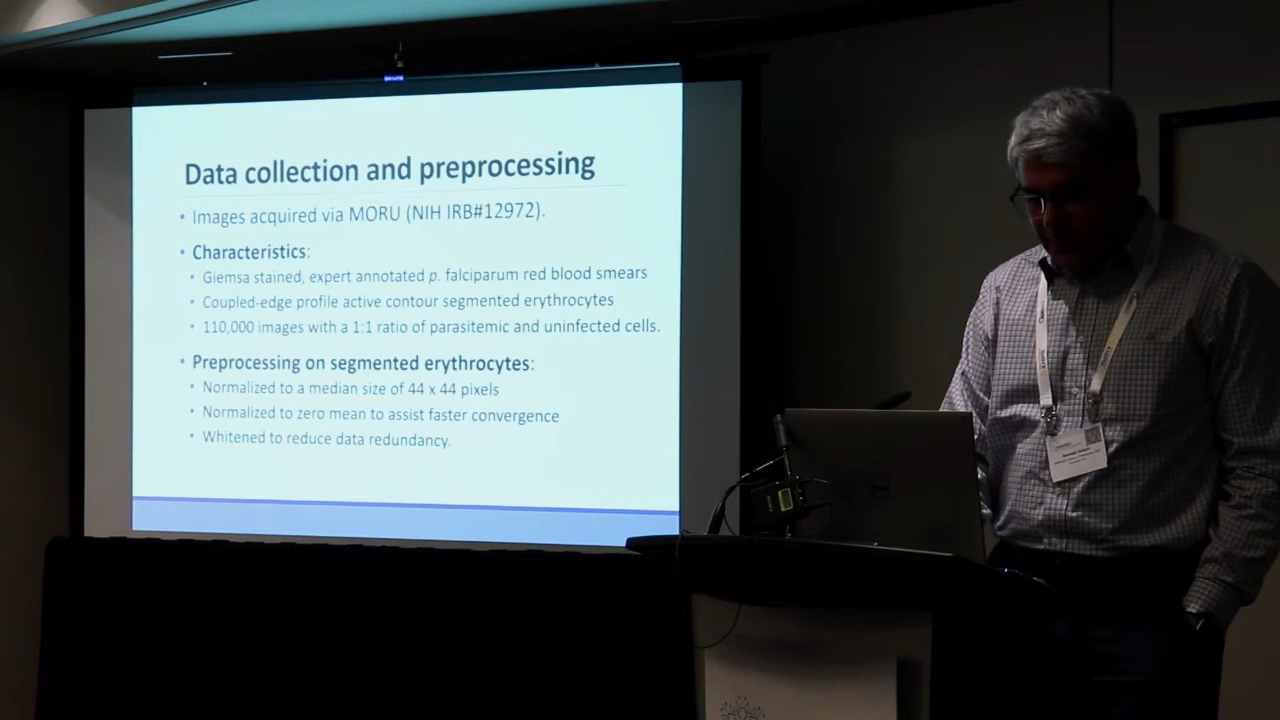 Data collection and preprocessing
• Images acquired via MORU (NIH IRB#12972).
• Characteristics:
• Giemsa stained, expert annotated p. falciparum red blood smears
• Coupled-edge profile active contour segmented erythrocytes
• 110,000 images with a 1:1 ratio of parasitemic and uninfected cells.
• Preprocessing on segmented erythrocytes:
• Normalized to a median size of 44 x 44 pixels
• Normalized to zero mean to assist faster convergence
• Whitened to reduce data redundancy.